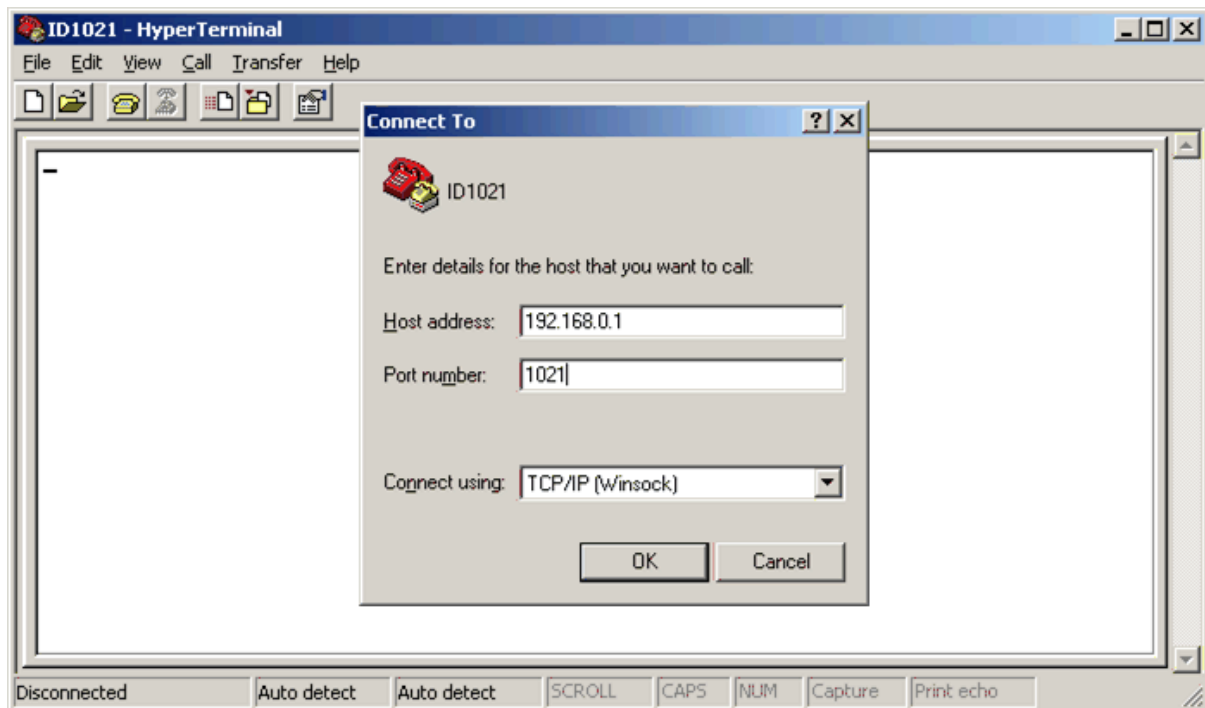 ID1021 - HyperTerminal
File Edit View Call Transfer Help
Connect To
ID1021
Enter details for the host that you want to call:
Host address: 192.168.0.1
Port number: 1021
Connect using: TCP/IP (Winsock)
OK Cancel
Disconnected Auto detect Auto detect SCROLL CAPS NUM Capture Print echo